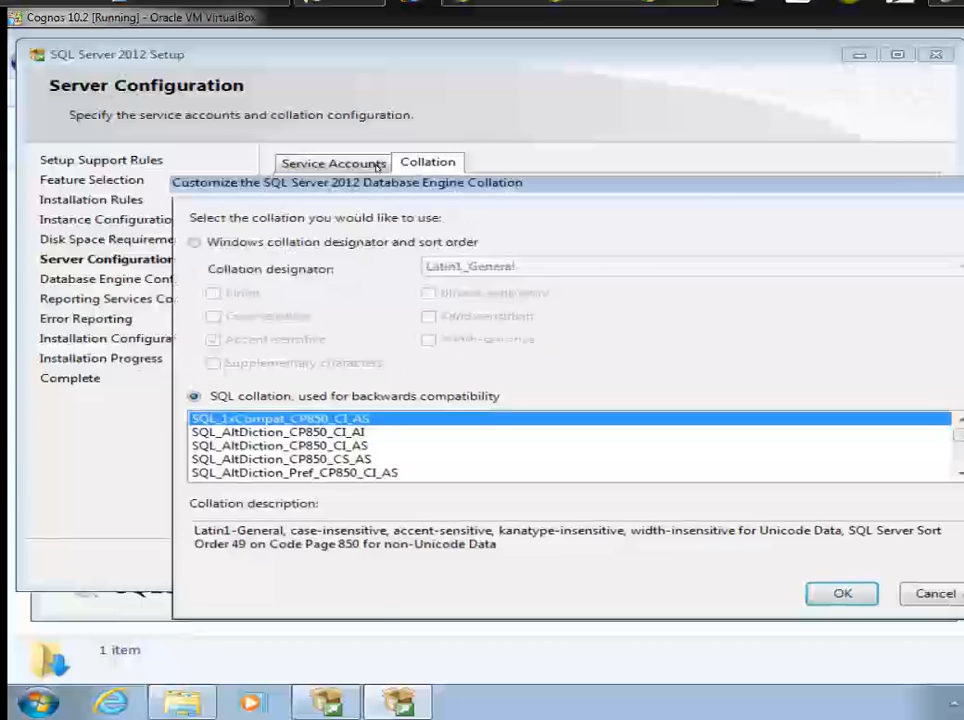 Cognos 10.2 [Running] - Oracle VM VirtualBox
SQL Server 2012 Setup
Server Configuration
Specify the service accounts and collation configuration.
Setup Support Rules
Feature Selection
Installation Rules
Instance Configuratio
Disk Space Requireme
Server Configuration
Database Engine Conf
Reporting Services Co
Error Reporting
Installation Configura
Installation Progress
Complete
Service Accounts
Collation
Customize the SQL Server 2012 Database Engine Collation
Select the collation you would like to use:
Windows collation designator and sort order
Collation designator:
Latin1_General
Accent-sensitive
Supplementary characters
SQL collation, used for backwards compatibility
SQL_1xCompat_CP850_CI_AS
SQL_AltDiction_CP850_CI_AI
SQL_AltDiction_CP850_CI_AS
SQL_AltDiction_CP850_CS_AS
SQL_AltDiction_Pref_CP850_CI_AS
Collation description:
Latin1-General, case-insensitive, accent-sensitive, kanatype-insensitive, width-insensitive for Unicode Data, SQL Server Sort
Order 49 on Code Page 850 for non-Unicode Data
OK
Cancel
1 item